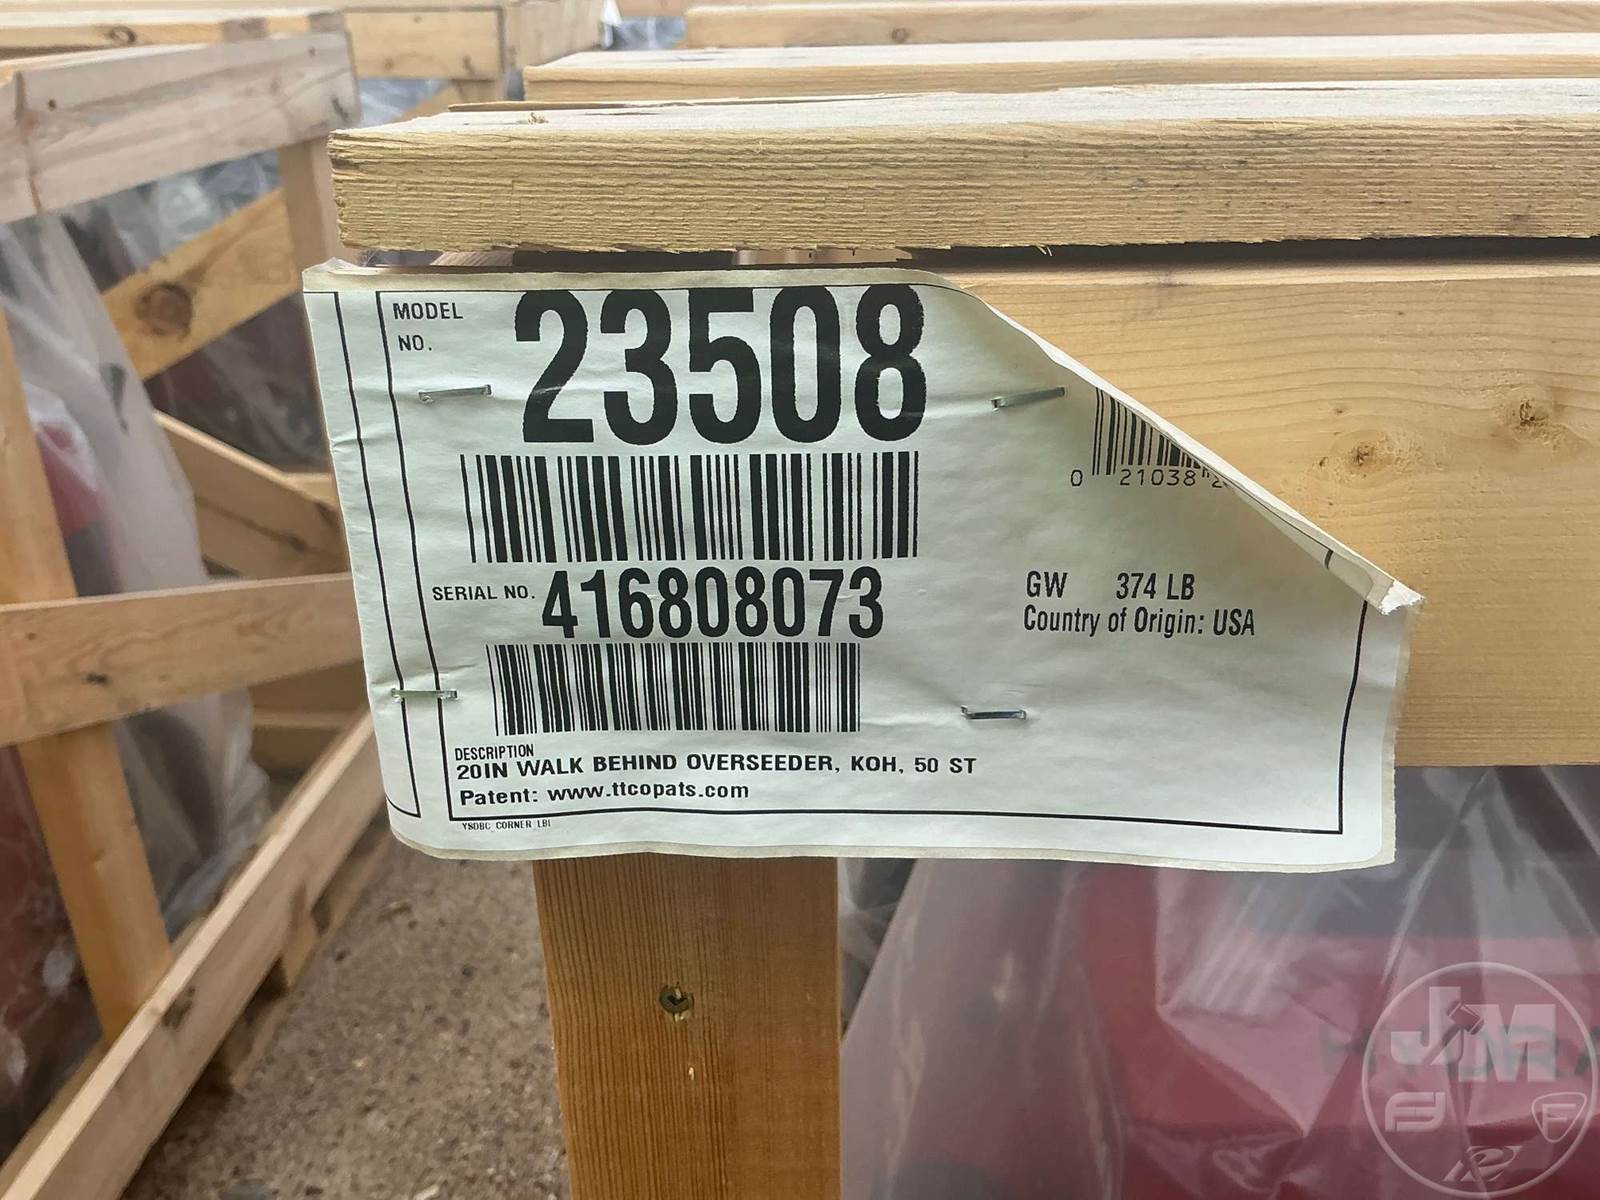 MODEL
NO.
23508
0 21038
SERIAL NO. 416808073
GW 374 LB
Country of Origin: USA
DESCRIPTION
20IN WALK BEHIND OVERSEEDER, KOH, 50 ST
Patent: www.ttcopats.com
YSDBC CORNER LBL
JM